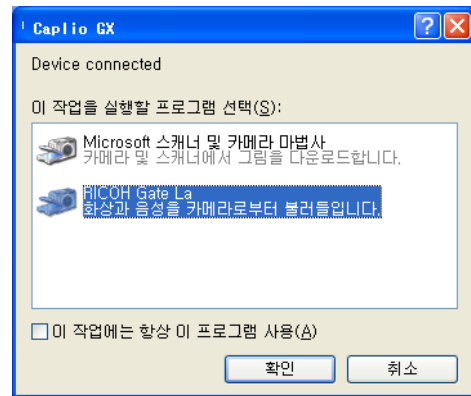 Caplio GX
Device connected
이 작업을 실행할 프로그램 선택(S):
Microsoft 스캐너 및 카메라 마법사
카메라 및 스캐너에서 그림을 다운로드합니다.
RICOH Gate La
화상과 음성을 카메라로부터 불러들입니다.
이 작업에는 항상 이 프로그램 사용(A)
확인
취소